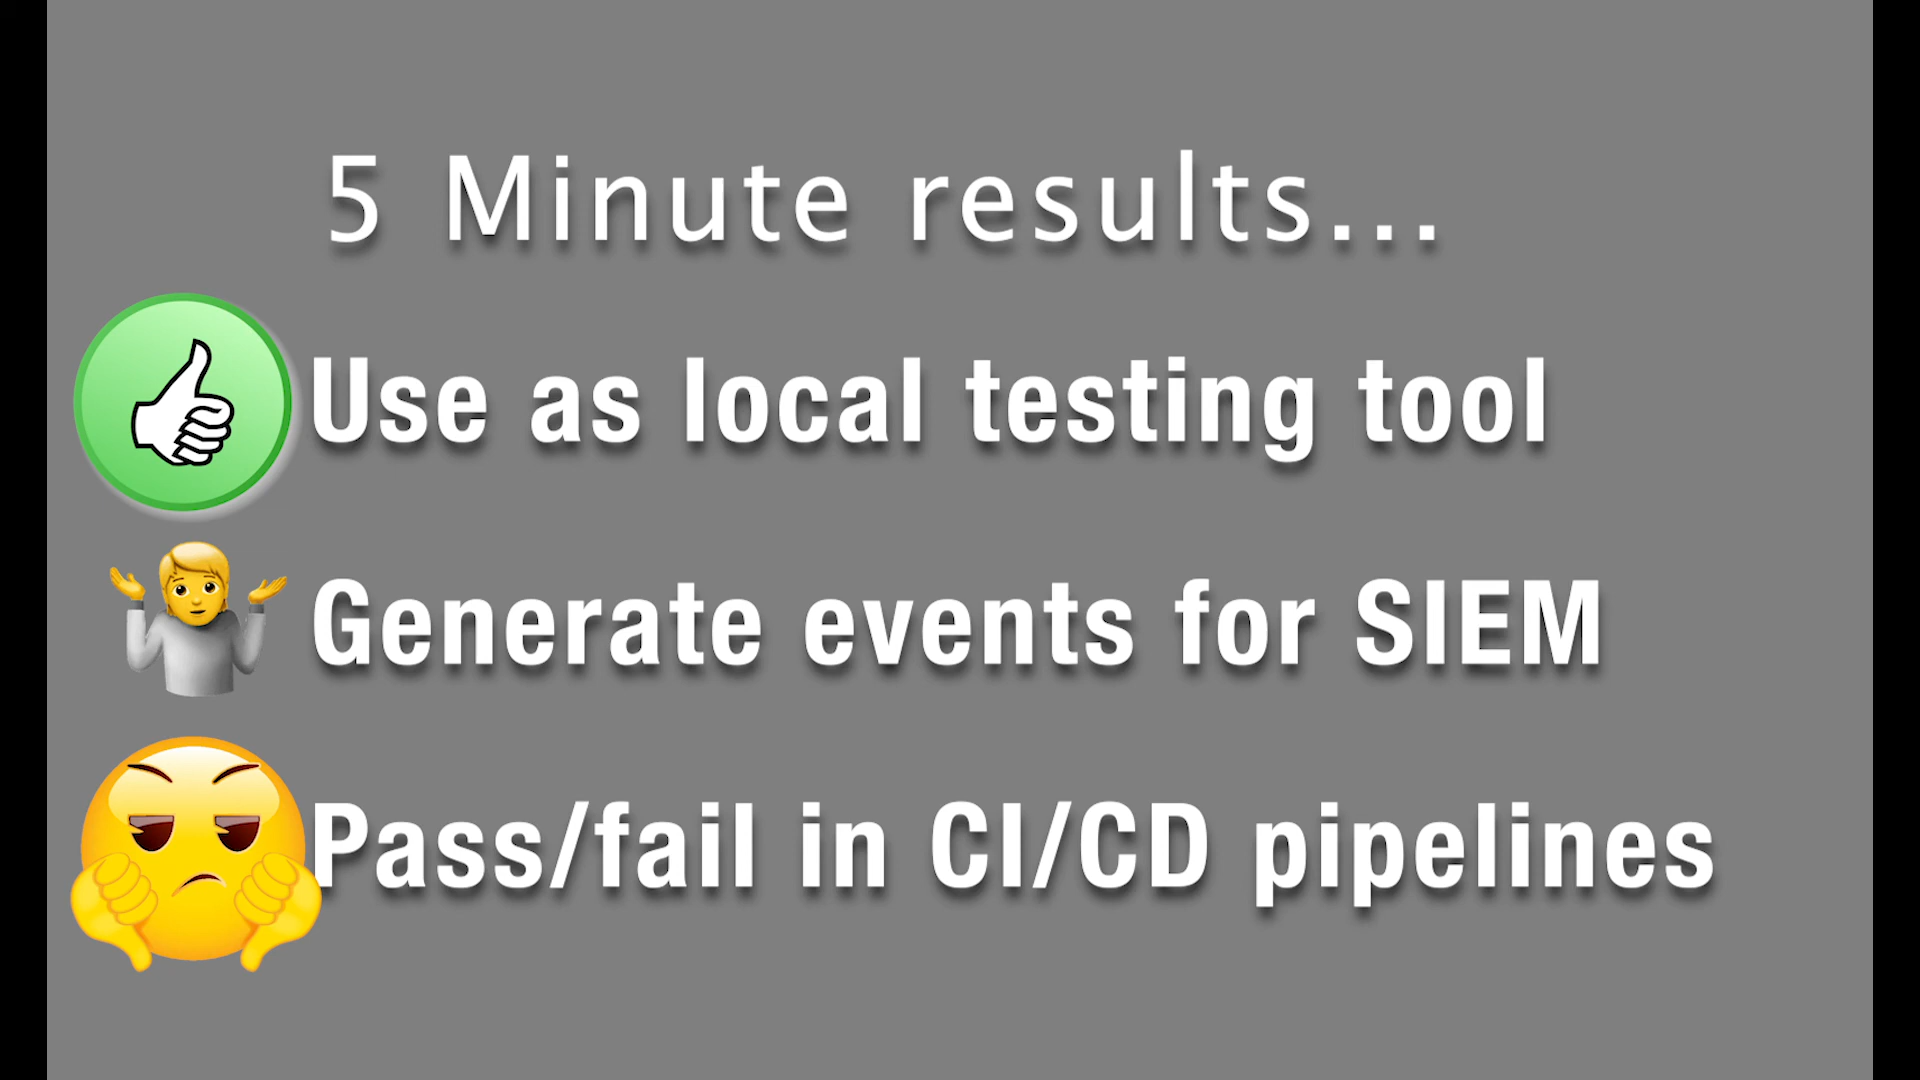 5 Minute results...
Use as local testing tool
Generate events for SIEM
Pass/fail in CI/CD pipelines